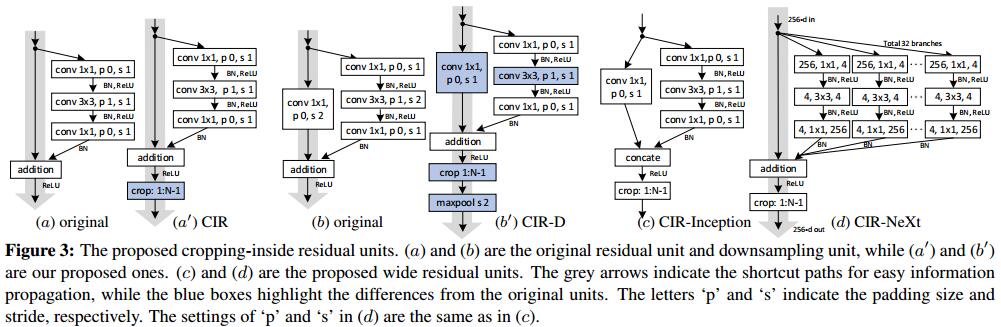 conv 1x1, p 0, s 1
BN, ReLU
conv 3x3, p 1, s 1
BN, ReLU
conv 1x1, p 0, s 1
BN
addition
ReLU
(a) original
conv 1x1, p 0, s 1
BN, ReLU
conv 3x3, p 1, s 1
BN, ReLU
conv 1x1, p 0, s 1
BN
addition
ReLU
crop: 1:N-1
(a′) CIR
conv 1x1,
p 0, s 2
conv 1x1, p 0, s 1
BN, ReLU
conv 3x3, p 1, s 2
BN, ReLU
conv 1x1, p 0, s 1
BN
addition
ReLU
(b) original
conv 1x1,
p 0, s 1
conv 1x1, p 0, s 1
BN, ReLU
conv 3x3, p 1, s 1
BN, ReLU
conv 1x1, p 0, s 1
BN
addition
ReLU
crop 1:N-1
maxpool s 2
(b′) CIR-D
conv 1x1,
p 0, s 1
conv 1x1, p 0, s 1
BN, ReLU
conv 3x3, p 1, s 1
BN, ReLU
conv 1x1, p 0, s 1
BN
concate
ReLU
crop: 1:N-1
(c) CIR-Inception
256-d in
Total 32 branches
256, 1x1, 4 256, 1x1, 4 ··· 256, 1x1, 4
BN, ReLU BN, ReLU BN, ReLU
4, 3x3, 4 4, 3x3, 4 ··· 4, 3x3, 4
BN, ReLU BN, ReLU BN, ReLU
4, 1x1, 256 4, 1x1, 256 ··· 4, 1x1, 256
BN BN BN
addition
ReLU
crop: 1:N-1
256-d out
(d) CIR-NeXt
Figure 3: The proposed cropping-inside residual units. (a) and (b) are the original residual unit and downsampling unit, while (a′) and (b′)
are our proposed ones. (c) and (d) are the proposed wide residual units. The grey arrows indicate the shortcut paths for easy information
propagation, while the blue boxes highlight the differences from the original units. The letters ‘p’ and ‘s’ indicate the padding size and
stride, respectively. The settings of ‘p’ and ‘s’ in (d) are the same as in (c).